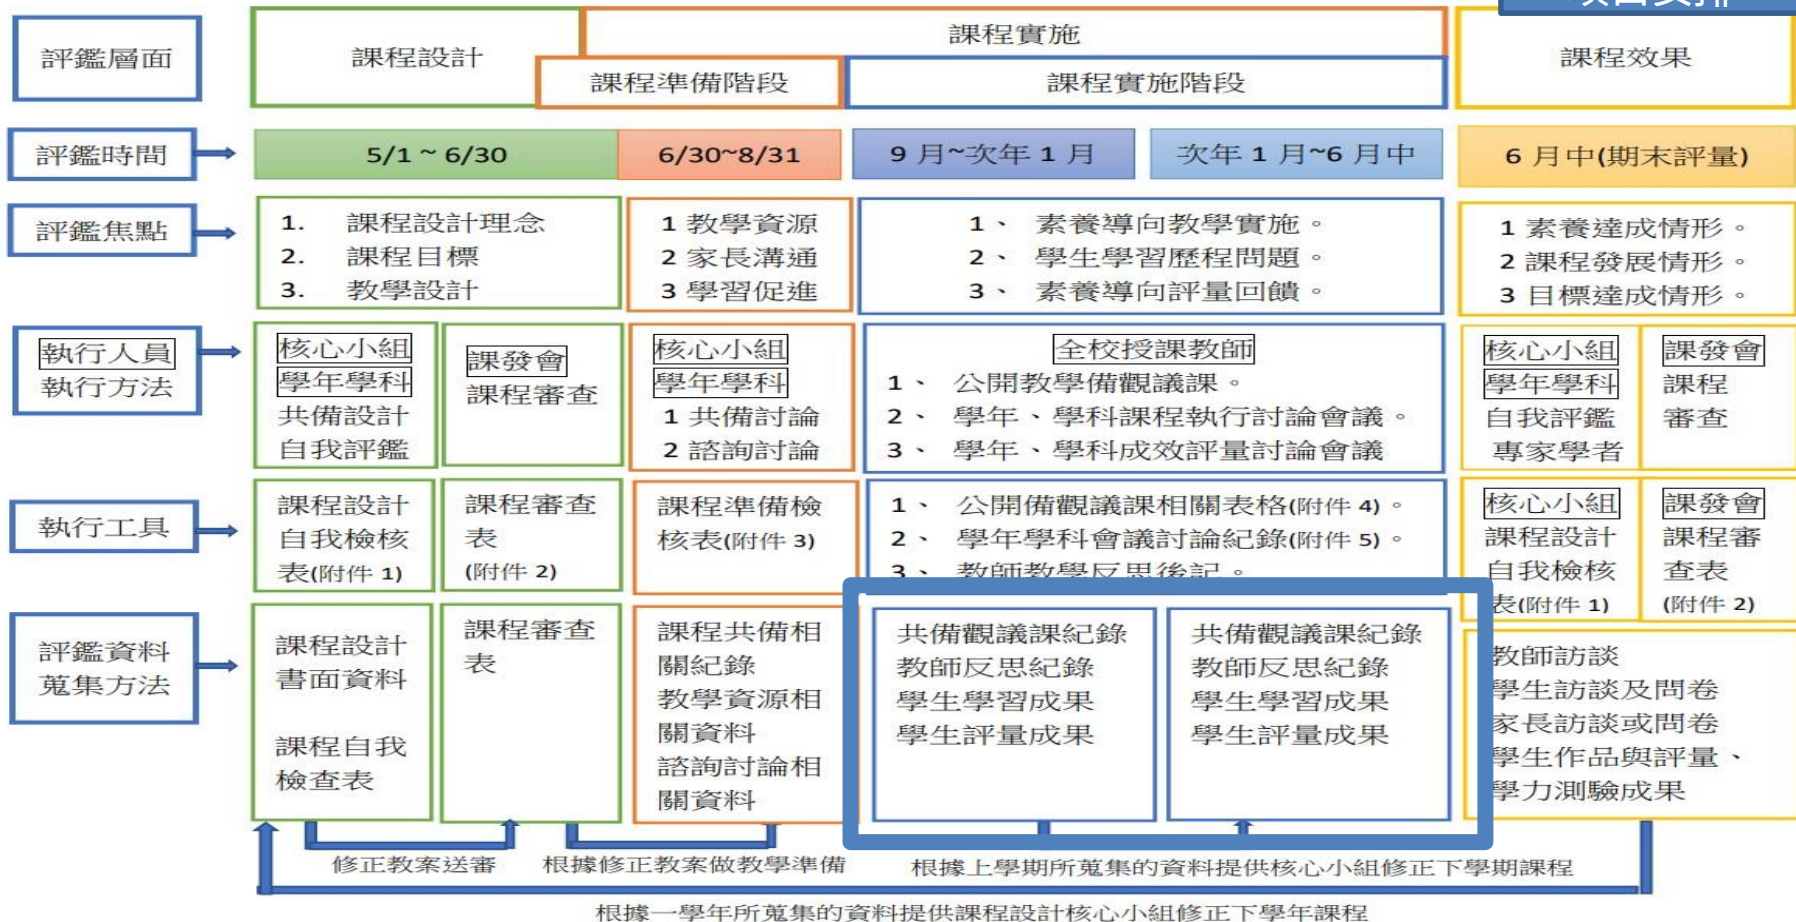 項目安排
評鑑層面
課程設計
課程實施
課程準備階段
課程實施階段
課程效果
評鑑時間
5/1 ~ 6/30
6/30~8/31
9 月~次年 1 月
次年 1 月~6 月中
6 月中(期末評量)
評鑑焦點
1. 課程設計理念
2. 課程目標
3. 教學設計
1 教學資源
2 家長溝通
3 學習促進
1、 素養導向教學實施。
2、 學生學習歷程問題。
3、 素養導向評量回饋。
1 素養達成情形。
2 課程發展情形。
3 目標達成情形。
執行人員
執行方法
核心小組
學年學科
共備設計
自我評鑑
課發會
課程審查
核心小組
學年學科
1 共備討論
2 諮詢討論
全校授課教師
1、 公開教學備觀議課。
2、 學年、學科課程執行討論會議。
3、 學年、學科成效評量討論會議
核心小組
學年學科
自我評鑑
專家學者
課發會
課程
審查
執行工具
課程設計
自我檢核
表(附件 1)
課程審查
表
(附件 2)
課程準備檢
核表(附件 3)
1、 公開備觀議課相關表格(附件 4)。
2、 學年學科會議討論紀錄(附件 5)。
3、 教師教學反思後記。
核心小組
課程設計
自我檢核
表(附件 1)
課發會
課程審
查表
(附件 2)
評鑑資料
蒐集方法
課程設計
書面資料
課程自我
檢查表
課程審查
表
課程共備相
關紀錄
教學資源相
關資料
諮詢討論相
關資料
共備觀議課紀錄
教師反思紀錄
學生學習成果
學生評量成果
共備觀議課紀錄
教師反思紀錄
學生學習成果
學生評量成果
教師訪談
學生訪談及問卷
家長訪談或問卷
學生作品與評量、
學力測驗成果
修正教案送審
根據修正教案做教學準備
根據上學期所蒐集的資料提供核心小組修正下學期課程
根據一學年所蒐集的資料提供課程設計核心小組修正下學年課程